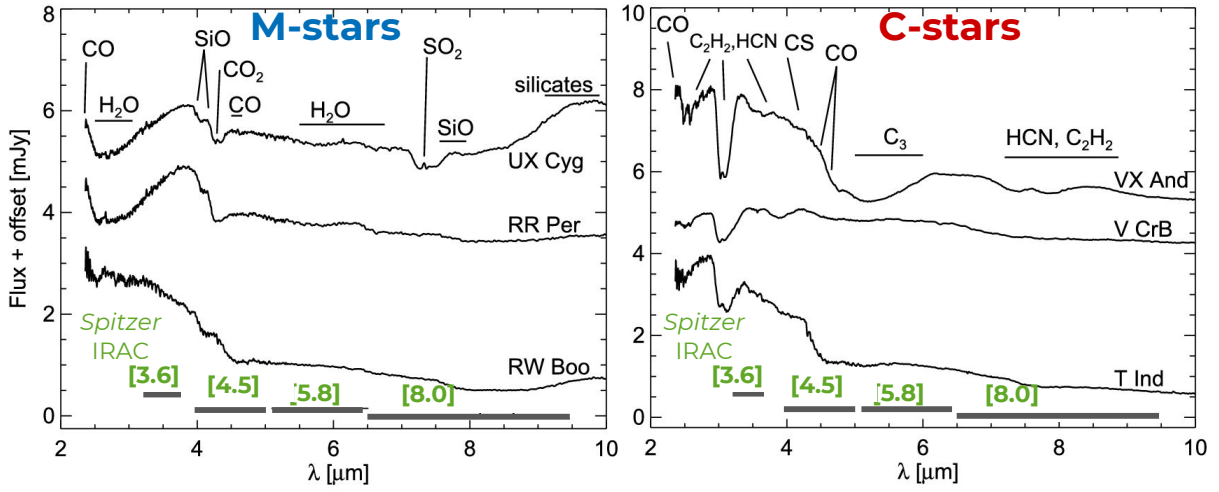 M-stars
Flux + offset [mJy]
8
6
4
2
0
CO
H₂O
SiO
CO₂
CO
H₂O
SO₂
SiO
silicates
UX Cyg
RR Per
RW Boo
Spitzer
IRAC
[3.6]
[4.5]
[5.8]
[8.0]
2
4
6
8
10
λ [μm]
C-stars
10
8
6
4
2
0
CO
C₂H₂,HCN
CS
CO
C₃
HCN, C₂H₂
VX And
V CrB
T Ind
Spitzer
IRAC
[3.6]
[4.5]
[5.8]
[8.0]
2
4
6
8
10
λ [μm]